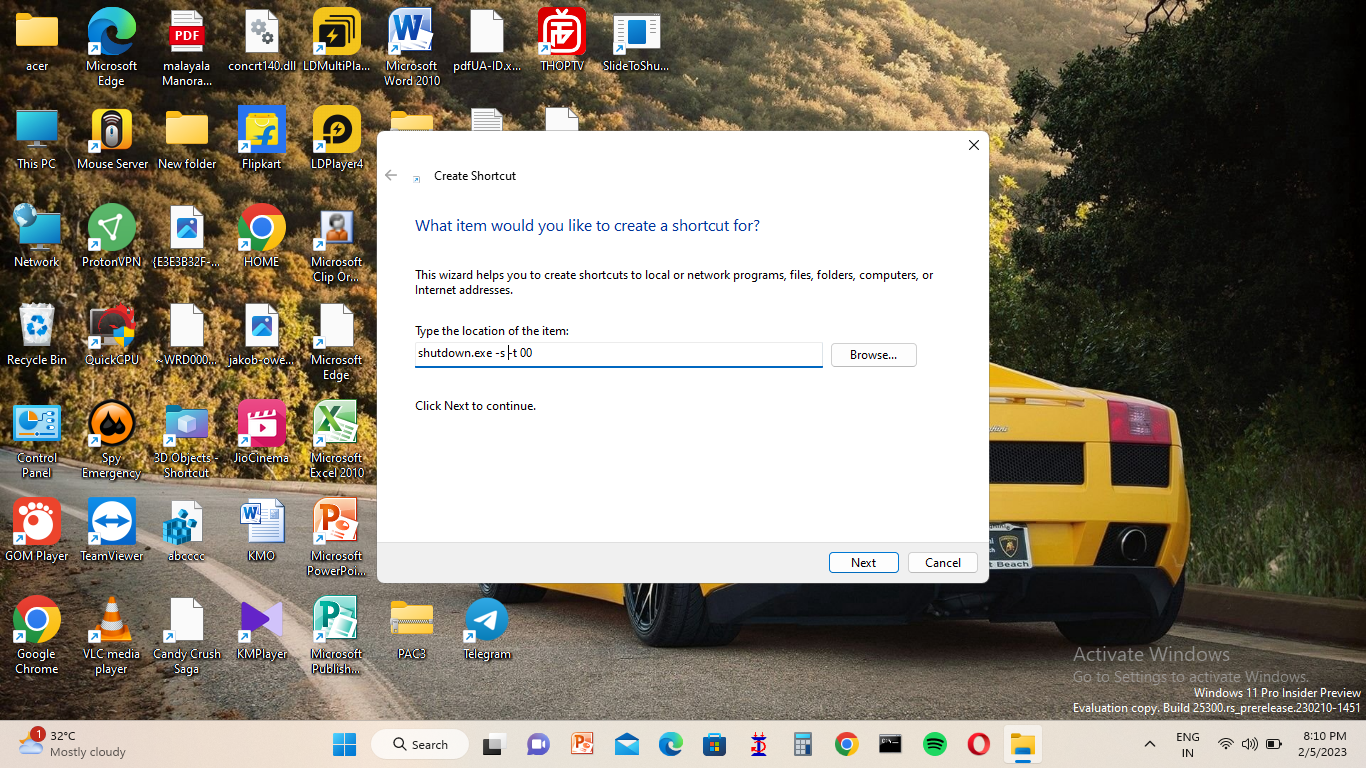 acer
Microsoft
Edge
PDF
malayala
Manora...
concrt140.dll
LDMultiPla...
Microsoft
Word 2010
pdfUA-ID.x...
THOPTV
SlideToShu...
This PC
Mouse Server
New folder
Flipkart
LDPlayer4
Network
ProtonVPN
{E3E3B32F-...
HOME
Microsoft
Clip Or...
Recycle Bin
QuickCPU
~WRD000...
jakob-owe...
Microsoft
Edge
Control
Panel
Spy
Emergency
3D Objects -
Shortcut
JioCinema
Microsoft
Excel 2010
GOM Player
TeamViewer
abcccc
KMO
Microsoft
PowerPoi...
Google
Chrome
VLC media
player
Candy Crush
Saga
KMPlayer
Microsoft
Publish...
PAC3
Telegram
Create Shortcut
What item would you like to create a shortcut for?
This wizard helps you to create shortcuts to local or network programs, files, folders, computers, or
Internet addresses.
Type the location of the item:
shutdown.exe -s -t 00
Browse...
Click Next to continue.
Next
Cancel
Activate Windows
Go to Settings to activate Windows.
Windows 11 Pro Insider Preview
Evaluation copy. Build 25300.rs_prerelease.230210-1451
1
32°C
Mostly cloudy
Search
ENG
IN
8:10 PM
2/5/2023